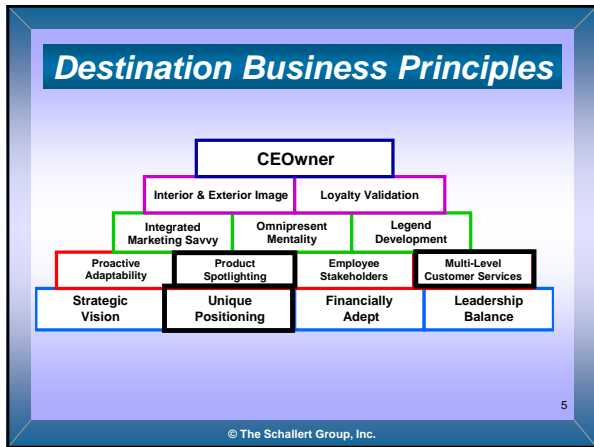 Destination Business Principles
CEOwner
Interior & Exterior Image
Loyalty Validation
Integrated
Marketing Savvy
Omnipresent
Mentality
Legend
Development
Proactive
Adaptability
Product
Spotlighting
Employee
Stakeholders
Multi-Level
Customer Services
Strategic
Vision
Unique
Positioning
Financially
Adept
Leadership
Balance
5
© The Schallert Group, Inc.